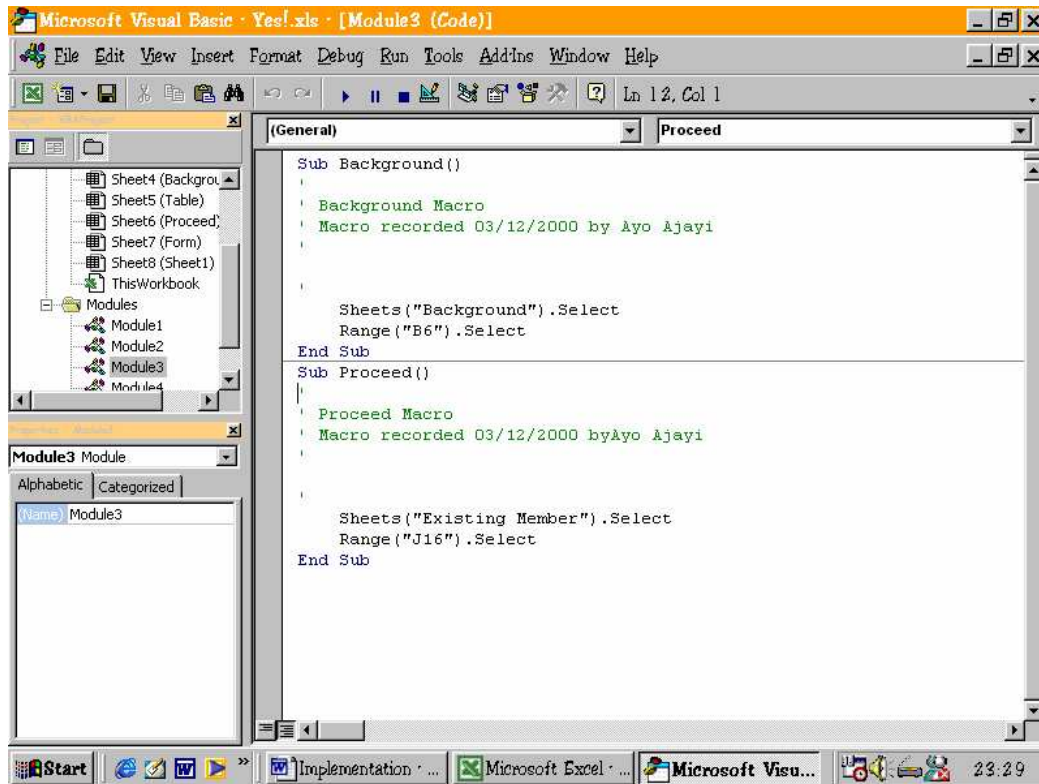 Microsoft Visual Basic - Yes!.xls - [Module3 (Code)]
File Edit View Insert Format Debug Run Tools Add-Ins Window Help
Ln 12, Col 1
(General) Proceed
Sheet4 (Backgrou
Sheet5 (Table)
Sheet6 (Proceed)
Sheet7 (Form)
Sheet8 (Sheet1)
ThisWorkbook
Modules
Module1
Module2
Module3
Module4
Module3 Module
Alphabetic Categorized
(Name) Module3
Sub Background()
'
' Background Macro
' Macro recorded 03/12/2000 by Ayo Ajayi
'
'
Sheets("Background").Select
Range("B6").Select
End Sub
Sub Proceed()
'
' Proceed Macro
' Macro recorded 03/12/2000 byAyo Ajayi
'
'
Sheets("Existing Member").Select
Range("J16").Select
End Sub
Start » Implementation - ... Microsoft Excel - ... Microsoft Visu... 23:29